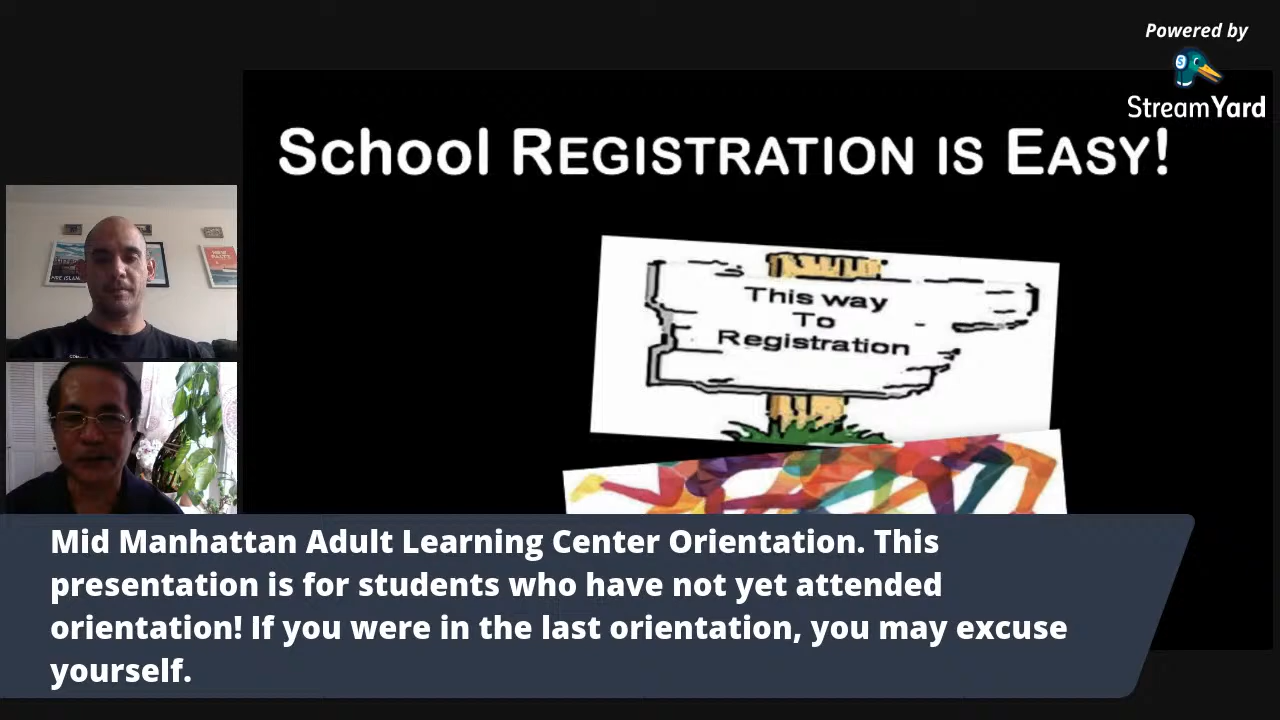 Powered by
StreamYard
School REGISTRATION IS EASY!
This way
To
Registration
Mid Manhattan Adult Learning Center Orientation. This
presentation is for students who have not yet attended
orientation! If you were in the last orientation, you may excuse
yourself.